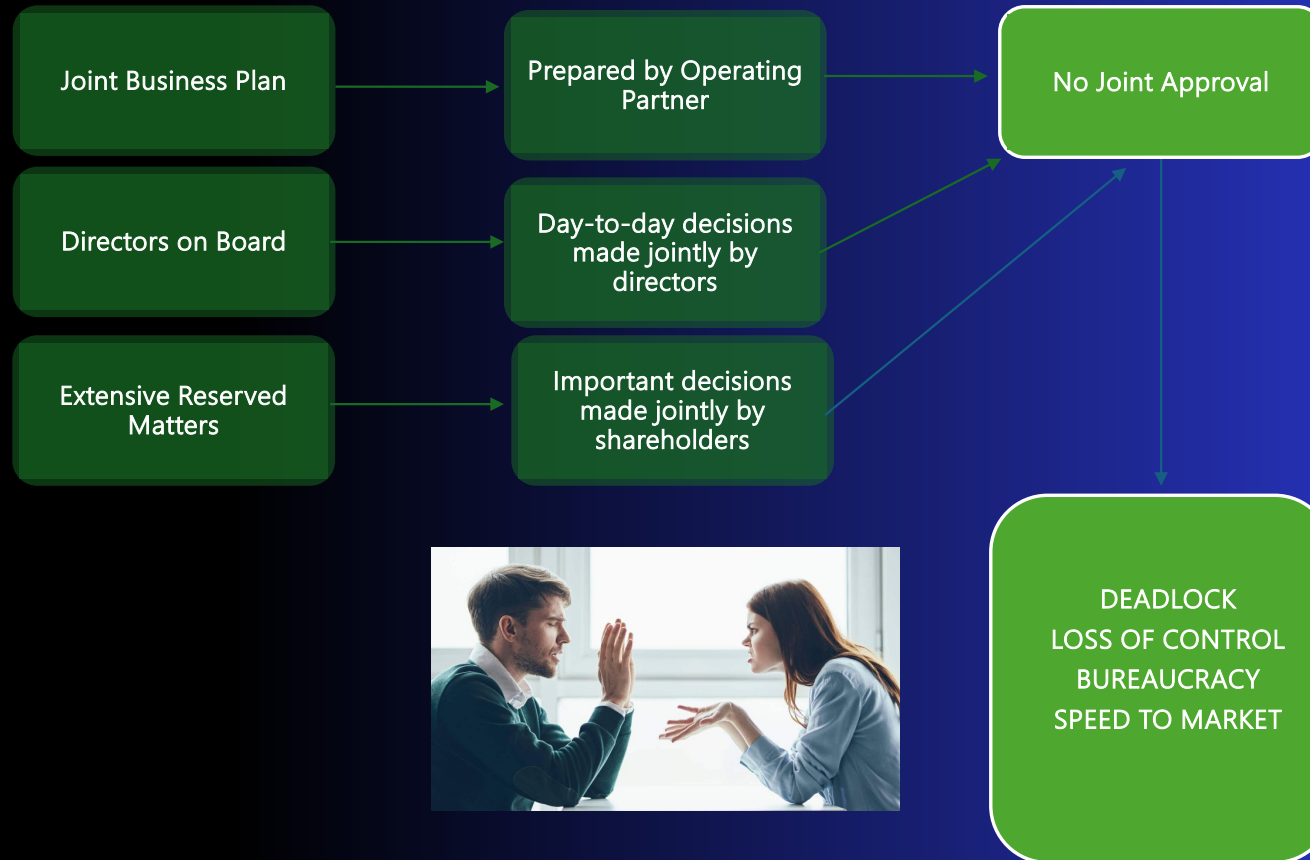 Joint Business Plan
Prepared by Operating
Partner
No Joint Approval
Directors on Board
Day-to-day decisions
made jointly by
directors
Extensive Reserved
Matters
Important decisions
made jointly by
shareholders
DEADLOCK
LOSS OF CONTROL
BUREAUCRACY
SPEED TO MARKET